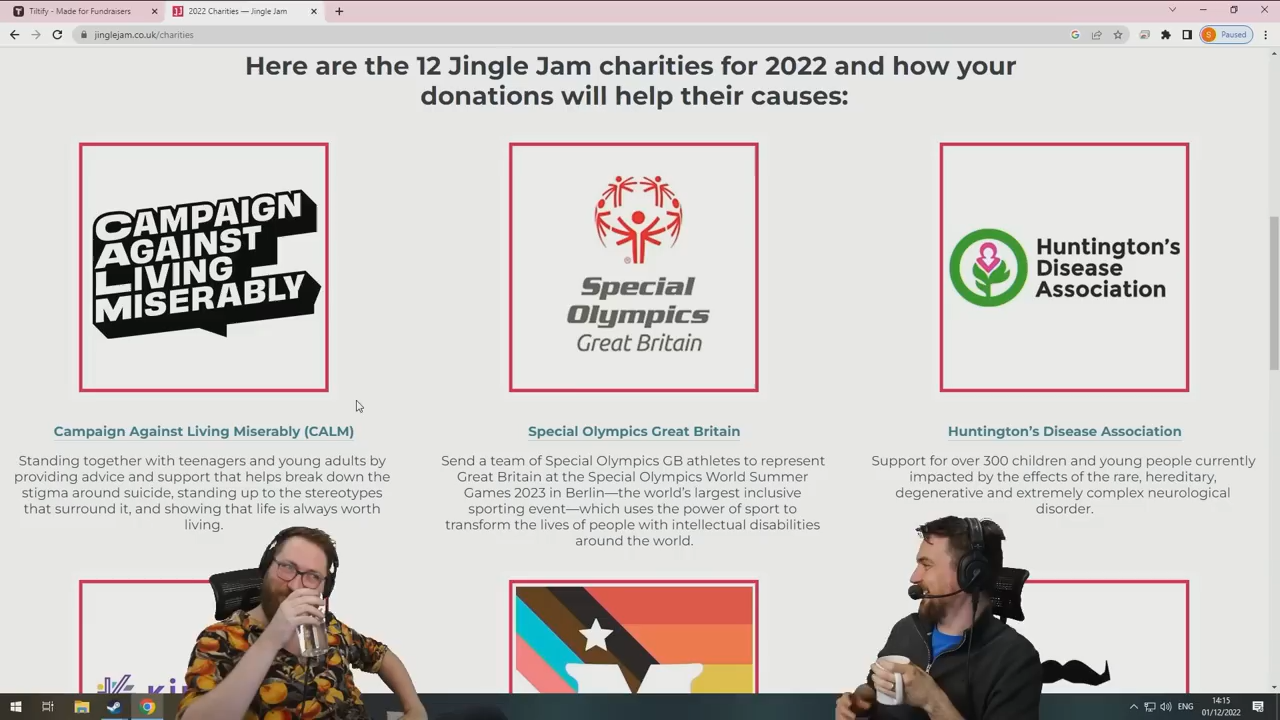 Tiltify - Made for Fundraisers
2022 Charities — Jingle Jam
jinglejam.co.uk/charities
S
Paused
Here are the 12 Jingle Jam charities for 2022 and how your
donations will help their causes:
CAMPAIGN
AGAINST
LIVING
MISERABLY
Special
Olympics
Great Britain
Huntington's
Disease
Association
Campaign Against Living Miserably (CALM)
Standing together with teenagers and young adults by
providing advice and support that helps break down the
stigma around suicide, standing up to the stereotypes
that surround it, and showing that life is always worth
living.
Special Olympics Great Britain
Send a team of Special Olympics GB athletes to represent
Great Britain at the Special Olympics World Summer
Games 2023 in Berlin—the world's largest inclusive
sporting event—which uses the power of sport to
transform the lives of people with intellectual disabilities
around the world.
Huntington's Disease Association
Support for over 300 children and young people currently
impacted by the effects of the rare, hereditary,
degenerative and extremely complex neurological
disorder.
ENG
14:15
01/12/2022